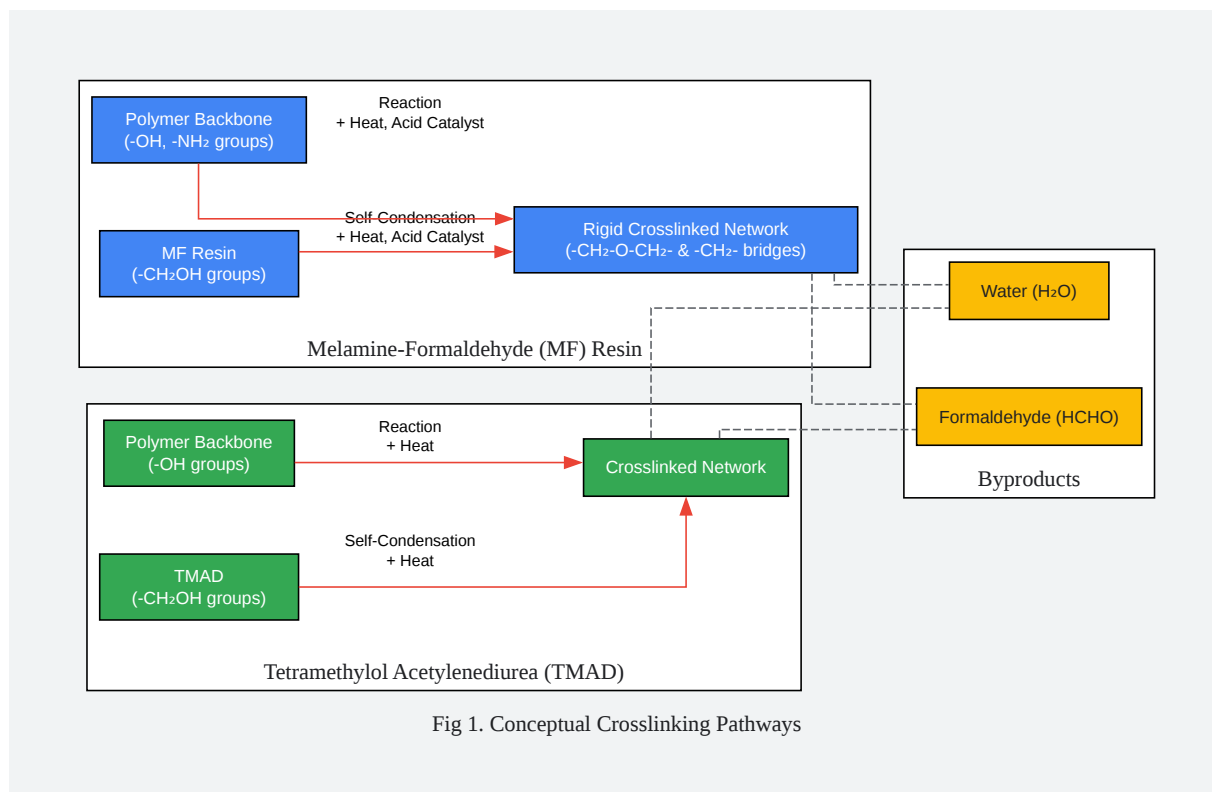 Polymer Backbone
(-OH, -NH₂ groups)
Reaction
+ Heat, Acid Catalyst
Self-Condensation
+ Heat, Acid Catalyst
MF Resin
(-CH₂OH groups)
Rigid Crosslinked Network
(-CH₂-O-CH₂- & -CH₂- bridges)
Melamine-Formaldehyde (MF) Resin
Water (H₂O)
Formaldehyde (HCHO)
Byproducts
Polymer Backbone
(-OH groups)
Reaction
+ Heat
Crosslinked Network
Self-Condensation
+ Heat
TMAD
(-CH₂OH groups)
Tetramethylol Acetylenediurea (TMAD)
Fig 1. Conceptual Crosslinking Pathways